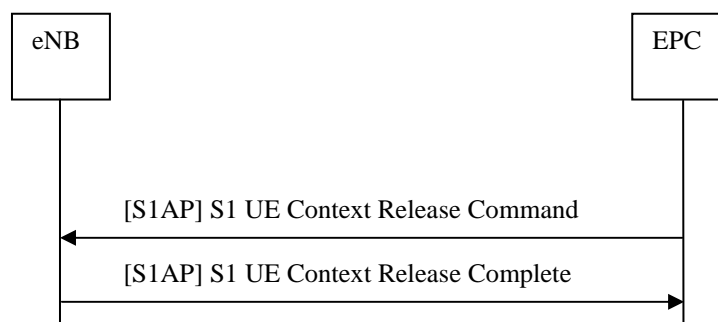 eNB
EPC
[S1AP] S1 UE Context Release Command
[S1AP] S1 UE Context Release Complete